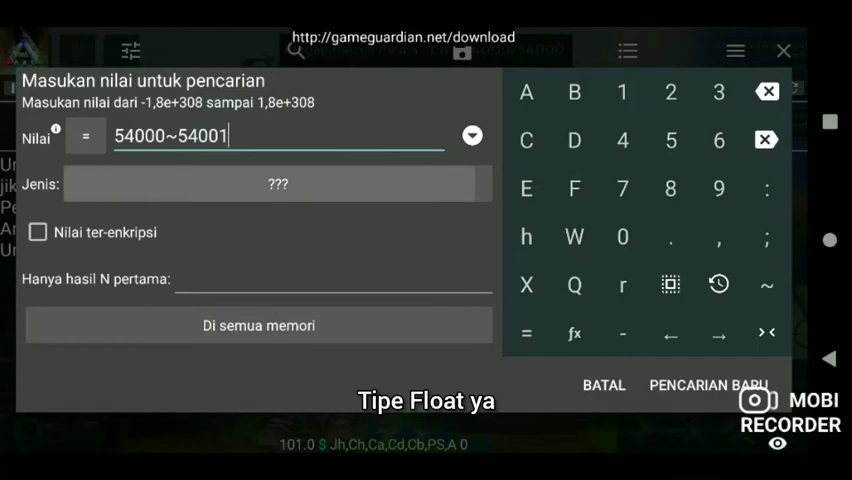 http://gameguardian.net/download
Masukan nilai untuk pencarian
Masukan nilai dari -1,8e+308 sampai 1,8e+308
Nilai
=
54000~54001
Jenis:
???
Nilai ter-enkripsi
Hanya hasil N pertama:
Di semua memori
A B 1 2 3
C D 4 5 6
E F 7 8 9 :
h W 0 . , ;
X Q r ~
= fx - ← → ><
BATAL
PENCARIAN BARU
Tipe Float ya
MOBI
RECORDER
101.0 $ Jh,Ch,Ca,Cd,Cb,PS,A 0